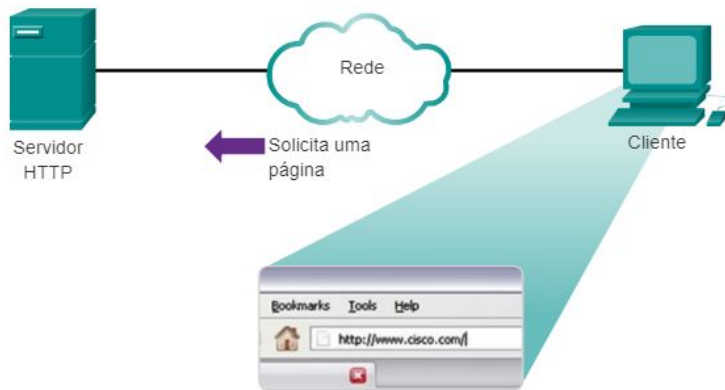 Rede
Servidor
HTTP
Solicita uma
página
Cliente
Bookmarks Tools Help
http://www.cisco.com/